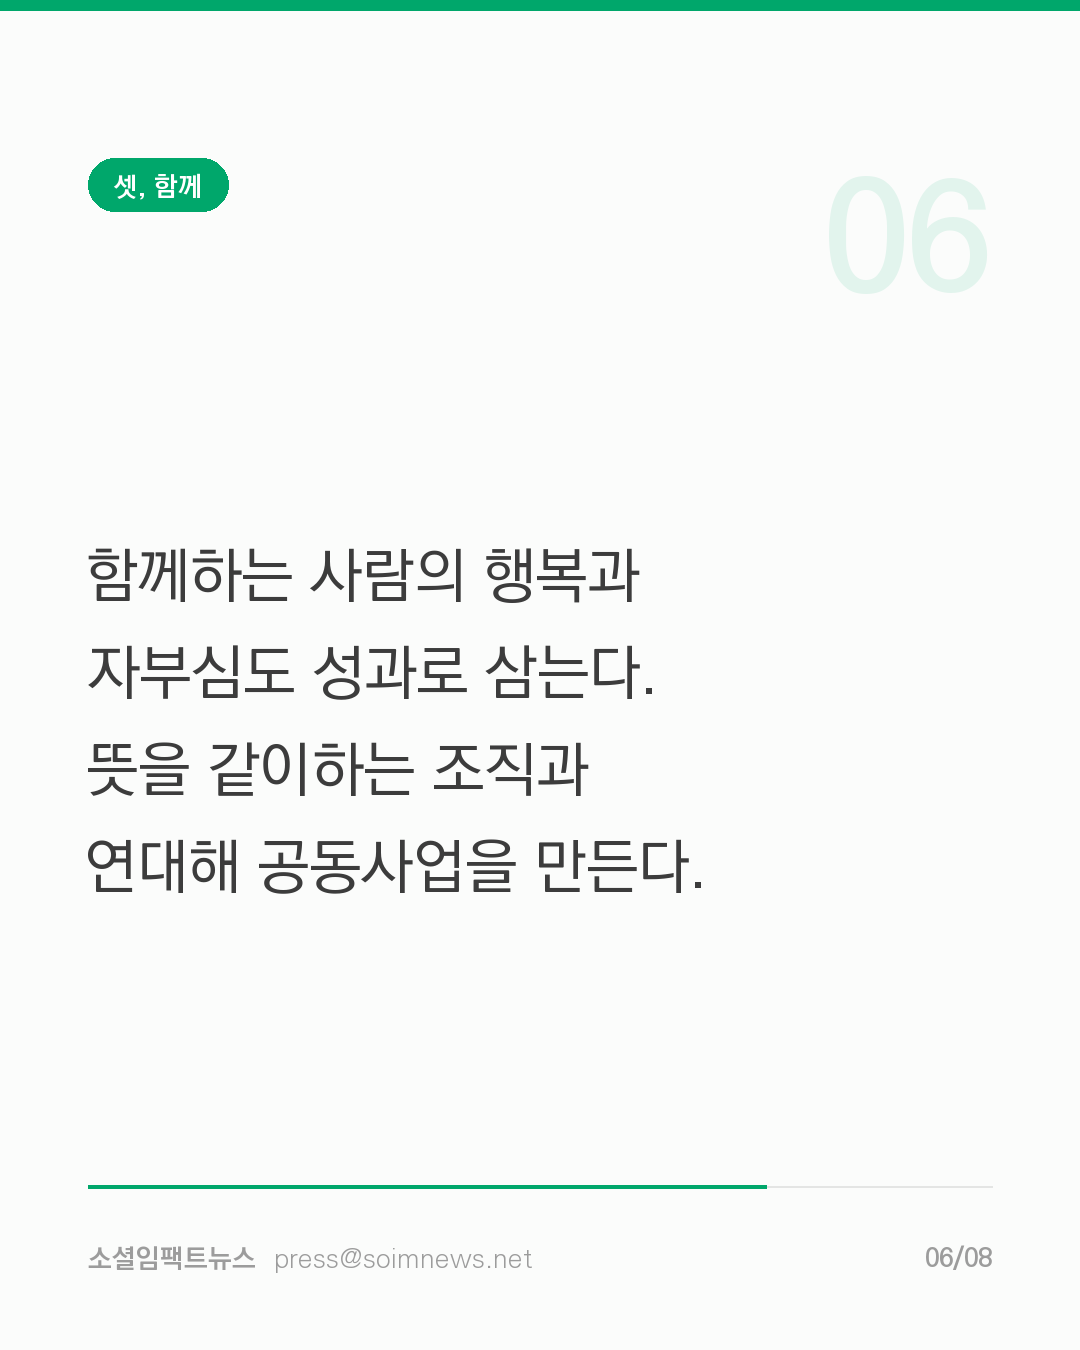 셋, 함께
06
함께하는 사람의 행복과
자부심도 성과로 삼는다.
뜻을 같이하는 조직과
연대해 공동사업을 만든다.
소셜임팩트뉴스 press@soimnews.net
06/08